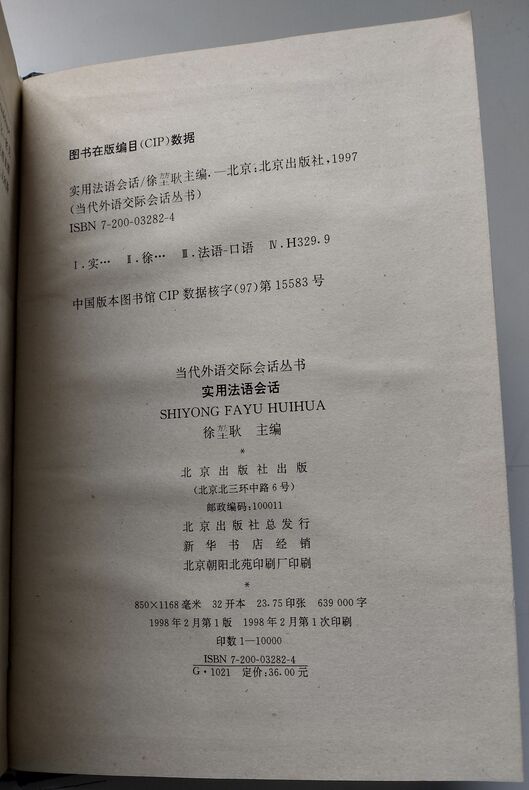 图书在版编目(CIP)数据
实用法语会话/徐堃耿主编.—北京:北京出版社,1997
(当代外语交际会话丛书)
ISBN 7-200-03282-4
Ⅰ.实… Ⅱ.徐… Ⅲ.法语-口语 Ⅳ.H329.9
中国版本图书馆CIP数据核字(97)第15583号
当代外语交际会话丛书
实用法语会话
SHIYONG FAYU HUIHUA
徐堃耿 主编
*
北京出版社出版
(北京北三环中路6号)
邮政编码:100011
北京出版社总发行
新华书店经销
北京朝阳北苑印刷厂印刷
*
850×1168毫米 32开本 23.75印张 639 000字
1998年2月第1版 1998年2月第1次印刷
印数1—10000
ISBN 7-200-03282-4
G·1021 定价:36.00元